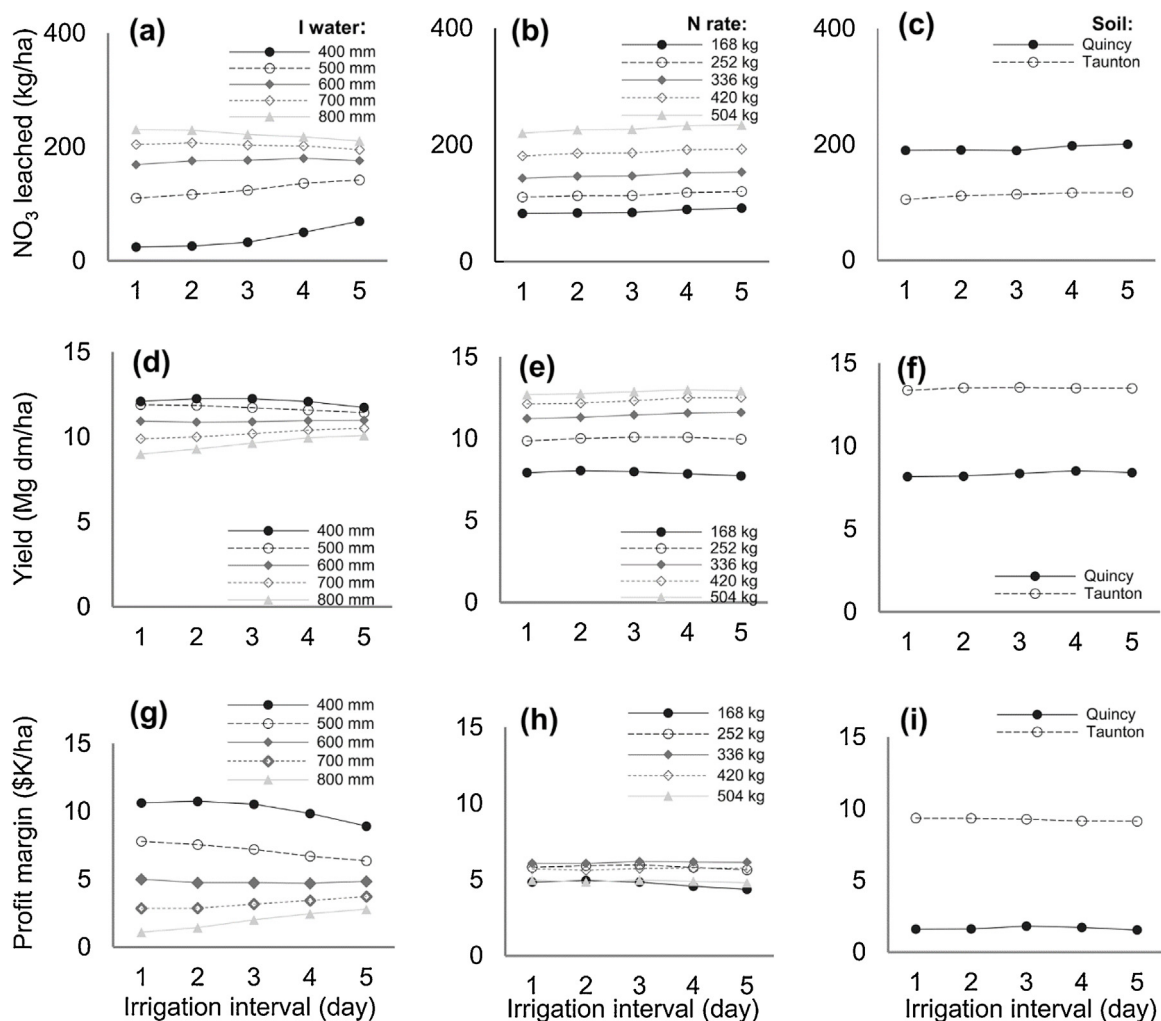 NO3 leached (kg/ha)
(a)
I water:
400 mm
500 mm
600 mm
700 mm
800 mm
400
200
0
1 2 3 4 5
(b)
N rate:
168 kg
252 kg
336 kg
420 kg
504 kg
400
200
0
1 2 3 4 5
(c)
Soil:
Quincy
Taunton
400
200
0
1 2 3 4 5
Yield (Mg dm/ha)
(d)
15
10
5
0
400 mm
500 mm
600 mm
700 mm
800 mm
1 2 3 4 5
(e)
15
10
5
0
168 kg
252 kg
336 kg
420 kg
504 kg
1 2 3 4 5
(f)
15
10
5
0
Quincy
Taunton
1 2 3 4 5
Profit margin ($K/ha)
(g)
400 mm
500 mm
600 mm
700 mm
800 mm
15
10
5
0
1 2 3 4 5
Irrigation interval (day)
(h)
168 kg
252 kg
336 kg
420 kg
504 kg
15
10
5
0
1 2 3 4 5
Irrigation interval (day)
(i)
Quincy
Taunton
15
10
5
0
1 2 3 4 5
Irrigation interval (day)